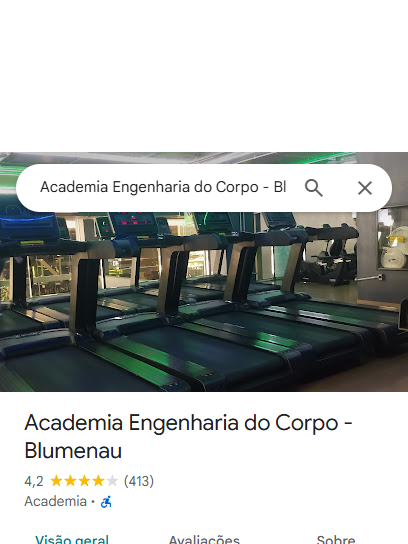 Academia Engenharia do Corpo - Bl
Academia Engenharia do Corpo -
Blumenau
4,2 (413)
Academia •
Visão geral Avaliações Sobre